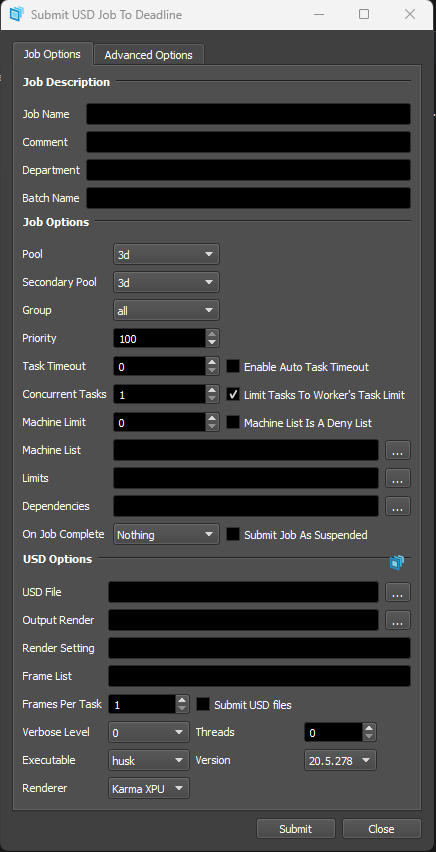 Submit USD Job To Deadline
Job Options
Advanced Options
Job Description
Job Name
Comment
Department
Batch Name
Job Options
Pool 3d
Secondary Pool 3d
Group all
Priority 100
Task Timeout 0 Enable Auto Task Timeout
Concurrent Tasks 1 Limit Tasks To Worker's Task Limit
Machine Limit 0 Machine List Is A Deny List
Machine List ...
Limits ...
Dependencies ...
On Job Complete Nothing Submit Job As Suspended
USD Options
USD File ...
Output Render ...
Render Setting
Frame List
Frames Per Task 1 Submit USD files
Verbose Level 0 Threads 0
Executable husk Version 20.5.278
Renderer Karma XPU
Submit Close